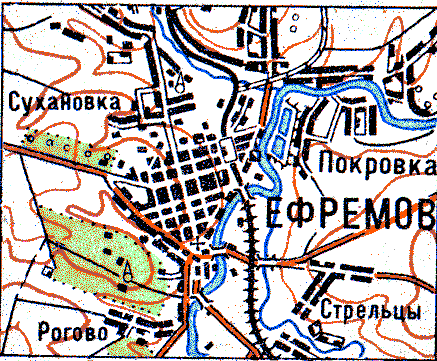 Сухановка
Покровка
ЕФРЕМОВ
Стрельцы
Рогово